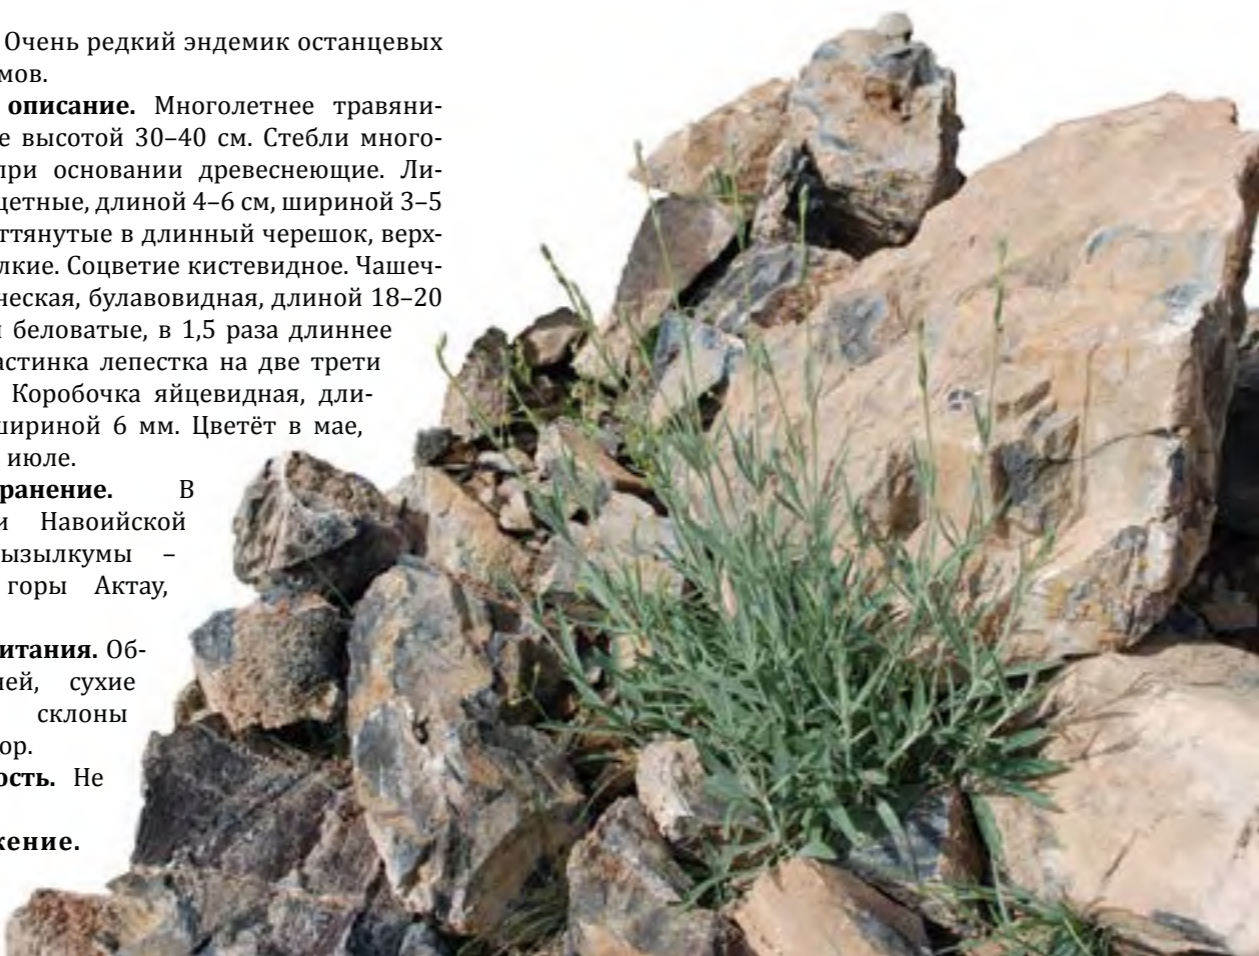 Очень редкий эндемик останцевых
мов.
описание. Многолетнее травяни-
е высотой 30–40 см. Стебли много-
при основании древеснеющие. Ли-
цетные, длиной 4–6 см, шириной 3–5
ттянутые в длинный черешок, верх-
лкие. Соцветие кистевидное. Чашеч-
ческая, булавовидная, длиной 18–20
беловатые, в 1,5 раза длиннее
астинка лепестка на две трети
Коробочка яйцевидная, дли-
шириной 6 мм. Цветёт в мае,
июле.
ранение. В
и Навоийской
ызылкумы –
горы Актау,
итания. Об-
ней, сухие
склоны
ор.
ость. Не
жение.